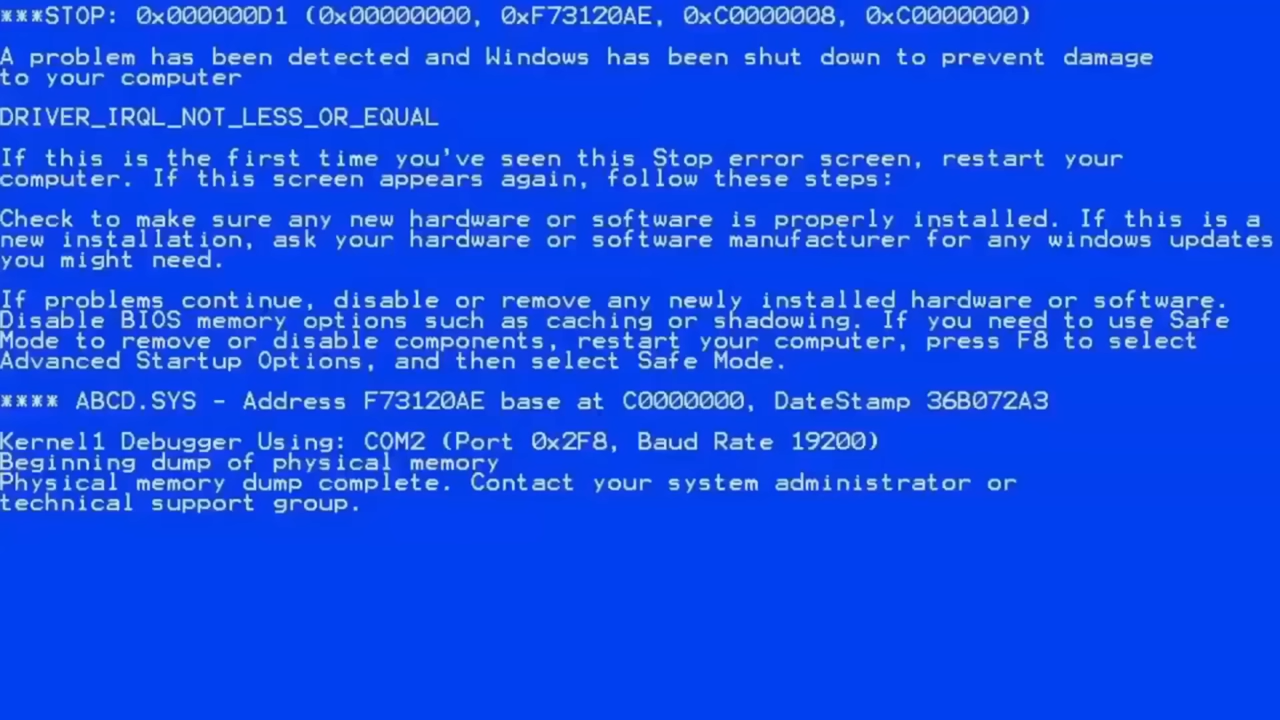 ***STOP: 0x000000D1 (0x00000000, 0xF73120AE, 0xC0000008, 0xC0000000)
A problem has been detected and Windows has been shut down to prevent damage
to your computer
DRIVER_IRQL_NOT_LESS_OR_EQUAL
If this is the first time you've seen this Stop error screen, restart your
computer. If this screen appears again, follow these steps:
Check to make sure any new hardware or software is properly installed. If this is a
new installation, ask your hardware or software manufacturer for any windows updates
you might need.
If problems continue, disable or remove any newly installed hardware or software.
Disable BIOS memory options such as caching or shadowing. If you need to use Safe
Mode to remove or disable components, restart your computer, press F8 to select
Advanced Startup Options, and then select Safe Mode.
**** ABCD.SYS - Address F73120AE base at C0000000, DateStamp 36B072A3
Kernel1 Debugger Using: COM2 (Port 0x2F8, Baud Rate 19200)
Beginning dump of physical memory
Physical memory dump complete. Contact your system administrator or
technical support group.